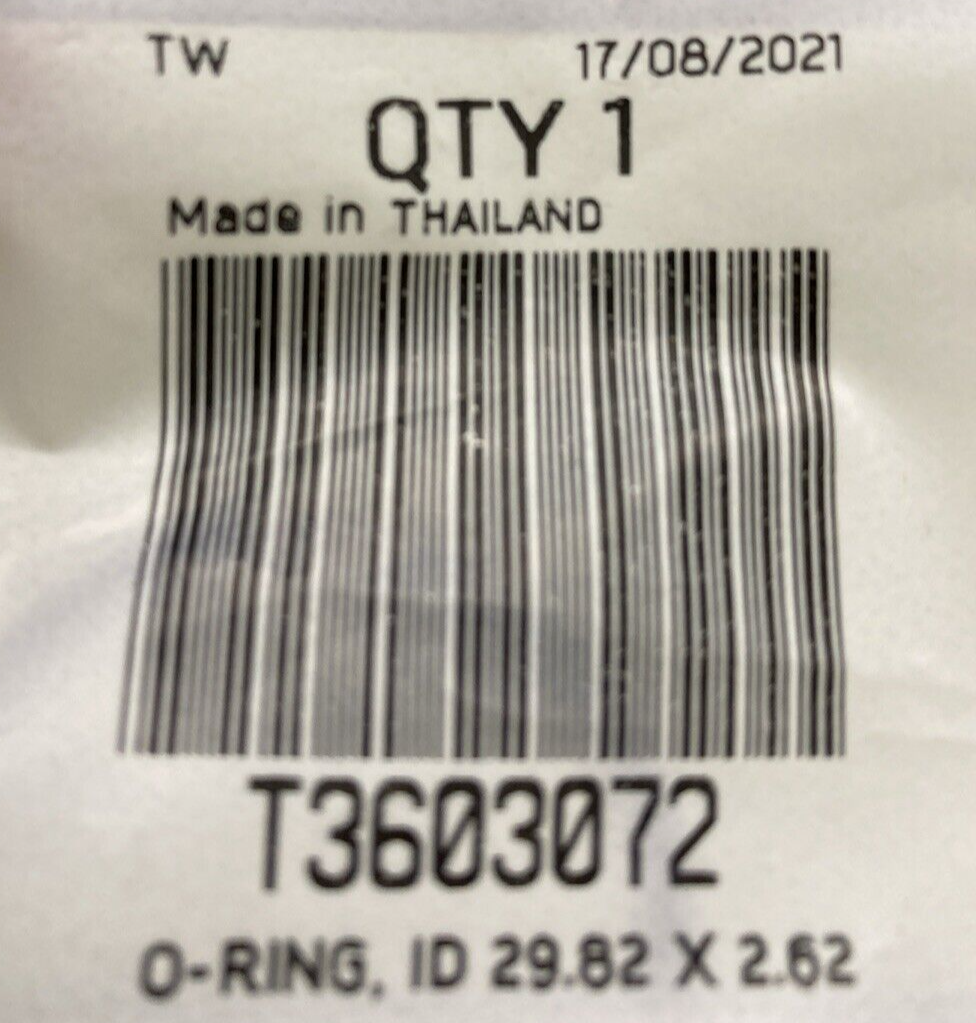 TW 17/08/2021
QTY 1
Made in THAILAND
T3603072
O-RING, ID 29.82 X 2.62